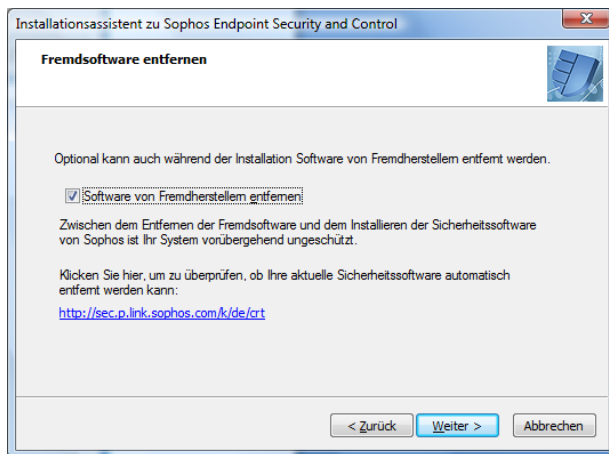 Installationsassistent zu Sophos Endpoint Security and Control
Fremdsoftware entfernen
Optional kann auch während der Installation Software von Fremdherstellern entfernt werden.
Software von Fremdherstellern entfernen
Zwischen dem Entfernen der Fremdsoftware und dem Installieren der Sicherheitssoftware
von Sophos ist Ihr System vorübergehend ungeschützt.
Klicken Sie hier, um zu überprüfen, ob Ihre aktuelle Sicherheitssoftware automatisch
entfernt werden kann:
http://sec.p.link.sophos.com/k/de/crt
< Zurück Weiter > Abbrechen